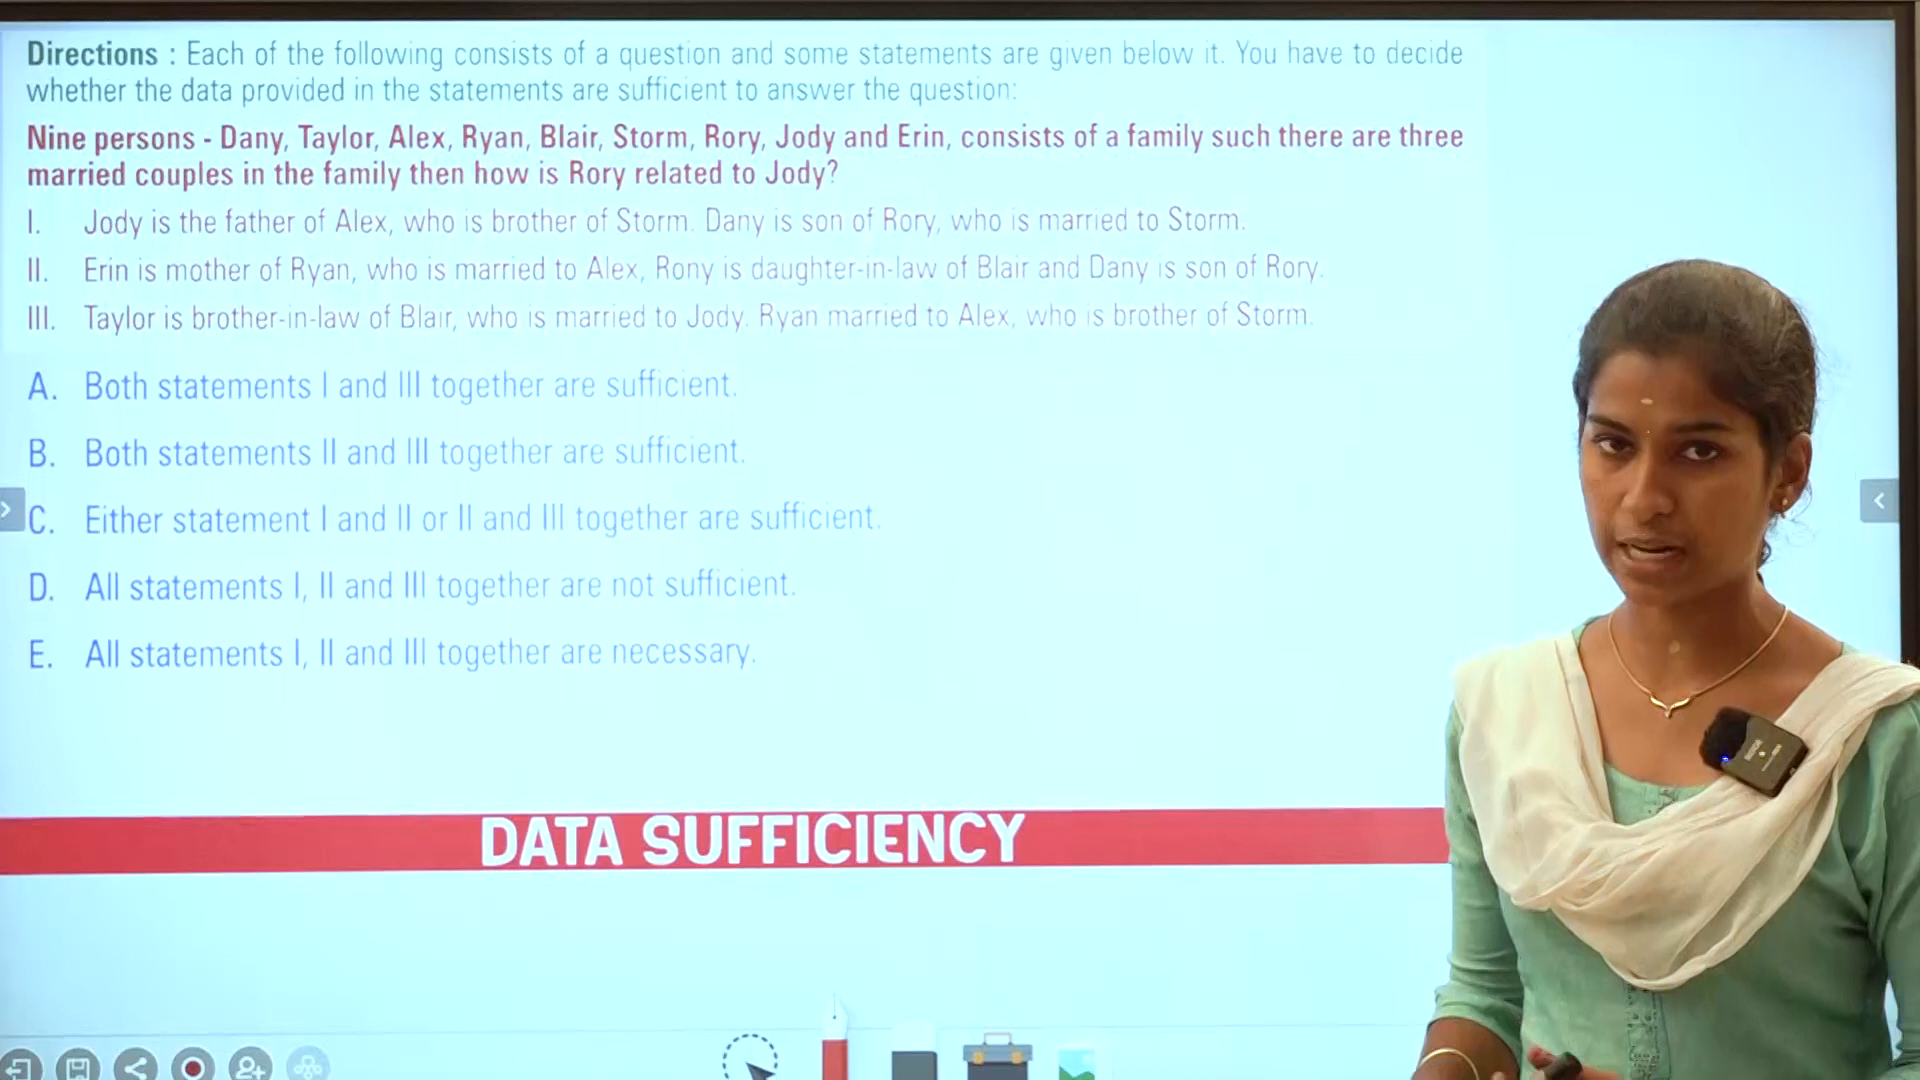 Directions : Each of the following consists of a question and some statements are given below it. You have to decide
whether the data provided in the statements are sufficient to answer the question:
Nine persons - Dany, Taylor, Alex, Ryan, Blair, Storm, Rory, Jody and Erin, consists of a family such there are three
married couples in the family then how is Rory related to Jody?
I. Jody is the father of Alex, who is brother of Storm. Dany is son of Rory, who is married to Storm.
II. Erin is mother of Ryan, who is married to Alex, Rony is daughter-in-law of Blair and Dany is son of Rory.
III. Taylor is brother-in-law of Blair, who is married to Jody. Ryan married to Alex, who is brother of Storm.
A. Both statements I and III together are sufficient.
B. Both statements II and III together are sufficient.
C. Either statement I and II or II and III together are sufficient.
D. All statements I, II and III together are not sufficient.
E. All statements I, II and III together are necessary.
DATA SUFFICIENCY